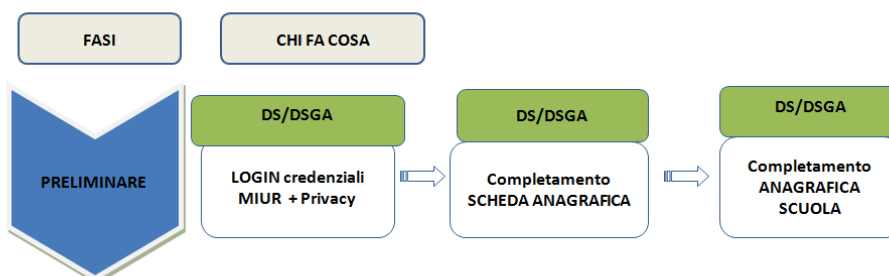 FASI
CHI FA COSA
PRELIMINARE
DS/DSGA
LOGIN credenziali
MIUR + Privacy
DS/DSGA
Completamento
SCHEDA ANAGRAFICA
DS/DSGA
Completamento
ANAGRAFICA
SCUOLA